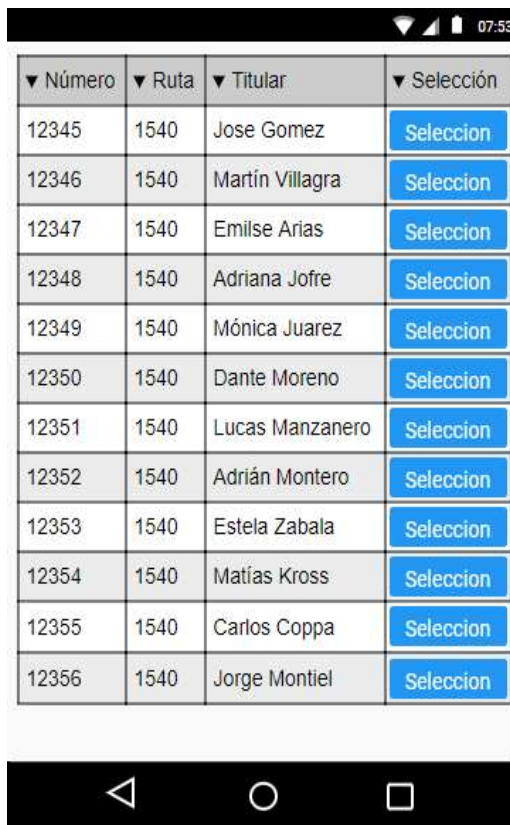 07:53
▼ Número ▼ Ruta ▼ Titular ▼ Selección
12345 1540 Jose Gomez Seleccion
12346 1540 Martín Villagra Seleccion
12347 1540 Emilse Arias Seleccion
12348 1540 Adriana Jofre Seleccion
12349 1540 Mónica Juarez Seleccion
12350 1540 Dante Moreno Seleccion
12351 1540 Lucas Manzanero Seleccion
12352 1540 Adrián Montero Seleccion
12353 1540 Estela Zabala Seleccion
12354 1540 Matías Kross Seleccion
12355 1540 Carlos Coppa Seleccion
12356 1540 Jorge Montiel Seleccion